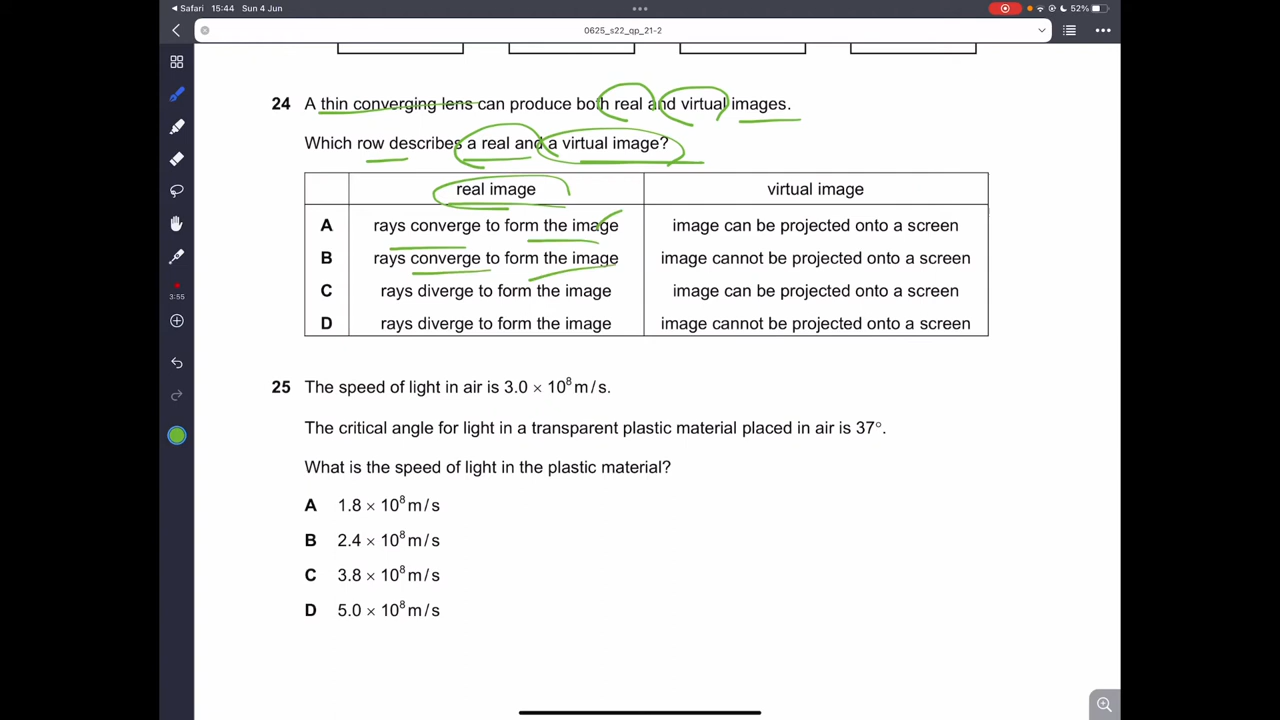 Safari 15:44 Sun 4 Jun 52%
0625_s22_qp_21-2
24 A thin converging lens can produce both real and virtual images.
Which row describes a real and a virtual image?
real image virtual image
A rays converge to form the image image can be projected onto a screen
B rays converge to form the image image cannot be projected onto a screen
C rays diverge to form the image image can be projected onto a screen
D rays diverge to form the image image cannot be projected onto a screen
3:55
25 The speed of light in air is 3.0 × 10⁸ m / s.
The critical angle for light in a transparent plastic material placed in air is 37°.
What is the speed of light in the plastic material?
A 1.8 × 10⁸ m / s
B 2.4 × 10⁸ m / s
C 3.8 × 10⁸ m / s
D 5.0 × 10⁸ m / s